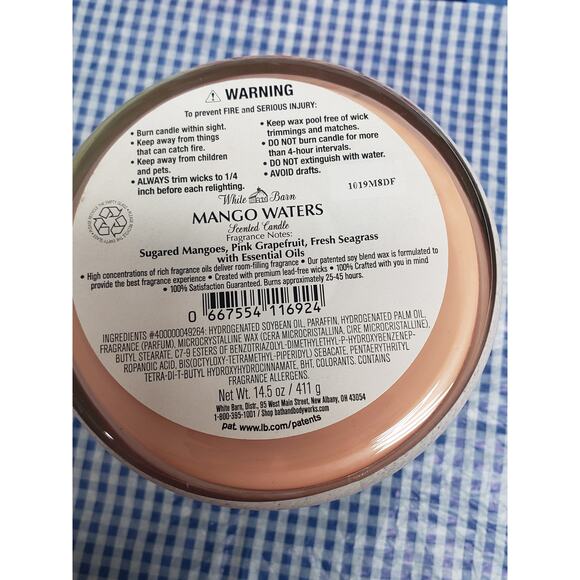 ⚠ WARNING
To prevent FIRE and SERIOUS INJURY:
• Burn candle within sight.
• Keep away from things
that can catch fire.
• Keep away from children
and pets.
• ALWAYS trim wicks to 1/4
inch before each relighting.
• Keep wax pool free of wick
trimmings and matches.
• DO NOT burn candle for more
than 4-hour intervals.
• DO NOT extinguish with water.
• AVOID drafts.
1019M8DF
White Barn
MANGO WATERS
Scented Candle
Fragrance Notes:
Sugared Mangoes, Pink Grapefruit, Fresh Seagrass
with Essential Oils
• High concentrations of rich fragrance oils deliver room-filling fragrance • Our patented soy blend wax is formulated to
provide the best fragrance experience • Created with premium lead-free wicks • 100% Crafted with you in mind
• 100% Satisfaction Guaranteed. Burns approximately 25-45 hours.
0 667554 116924
INGREDIENTS #400000049264: HYDROGENATED SOYBEAN OIL, PARAFFIN, HYDROGENATED PALM OIL,
FRAGRANCE (PARFUM), MICROCRYSTALLINE WAX (CERA MICROCRISTALLINA, CIRE MICROCRISTALLINE),
BUTYL STEARATE, C7-9 ESTERS OF BENZOTRIAZOLYL-DIMETHYLETHYL-P-HYDROXYBENZENEP-
ROPANOIC ACID, BIS(OCTYLOXY-TETRAMETHYL-PIPERIDYL) SEBACATE, PENTAERYTHRITYL
TETRA-DI-T-BUTYL HYDROXYHYDROCINNAMATE, BHT, COLORANTS. CONTAINS
FRAGRANCE ALLERGENS.
Net Wt. 14.5 oz / 411 g
White Barn, Distr., 95 West Main Street, New Albany, OH 43054
1-800-395-1001 / Shop bathandbodyworks.com
pat. www.lb.com/patents